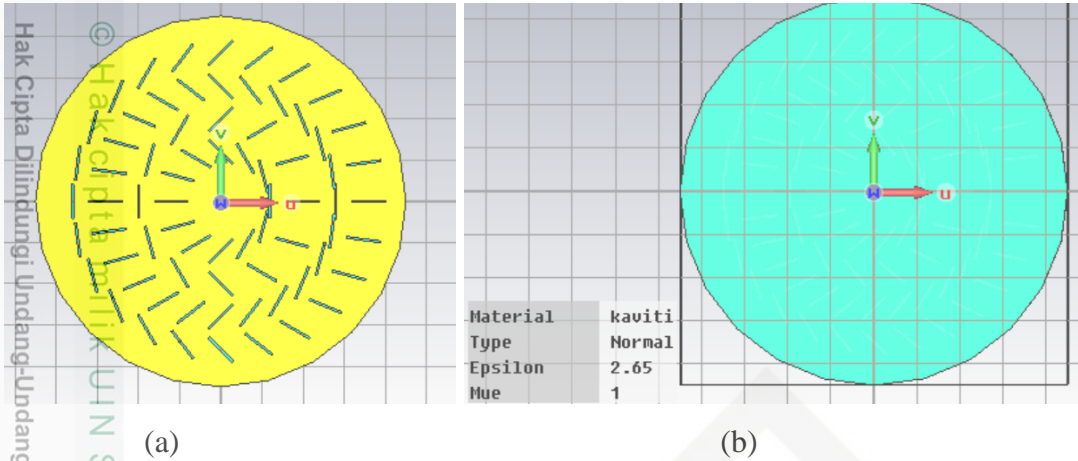 Hak Cipta Dilindungi Undang-Undang
© Hak cipta milik UIN S
v
w
u
v
w
u
Material kaviti
Type Normal
Epsilon 2.65
Mue 1
(a)
(b)